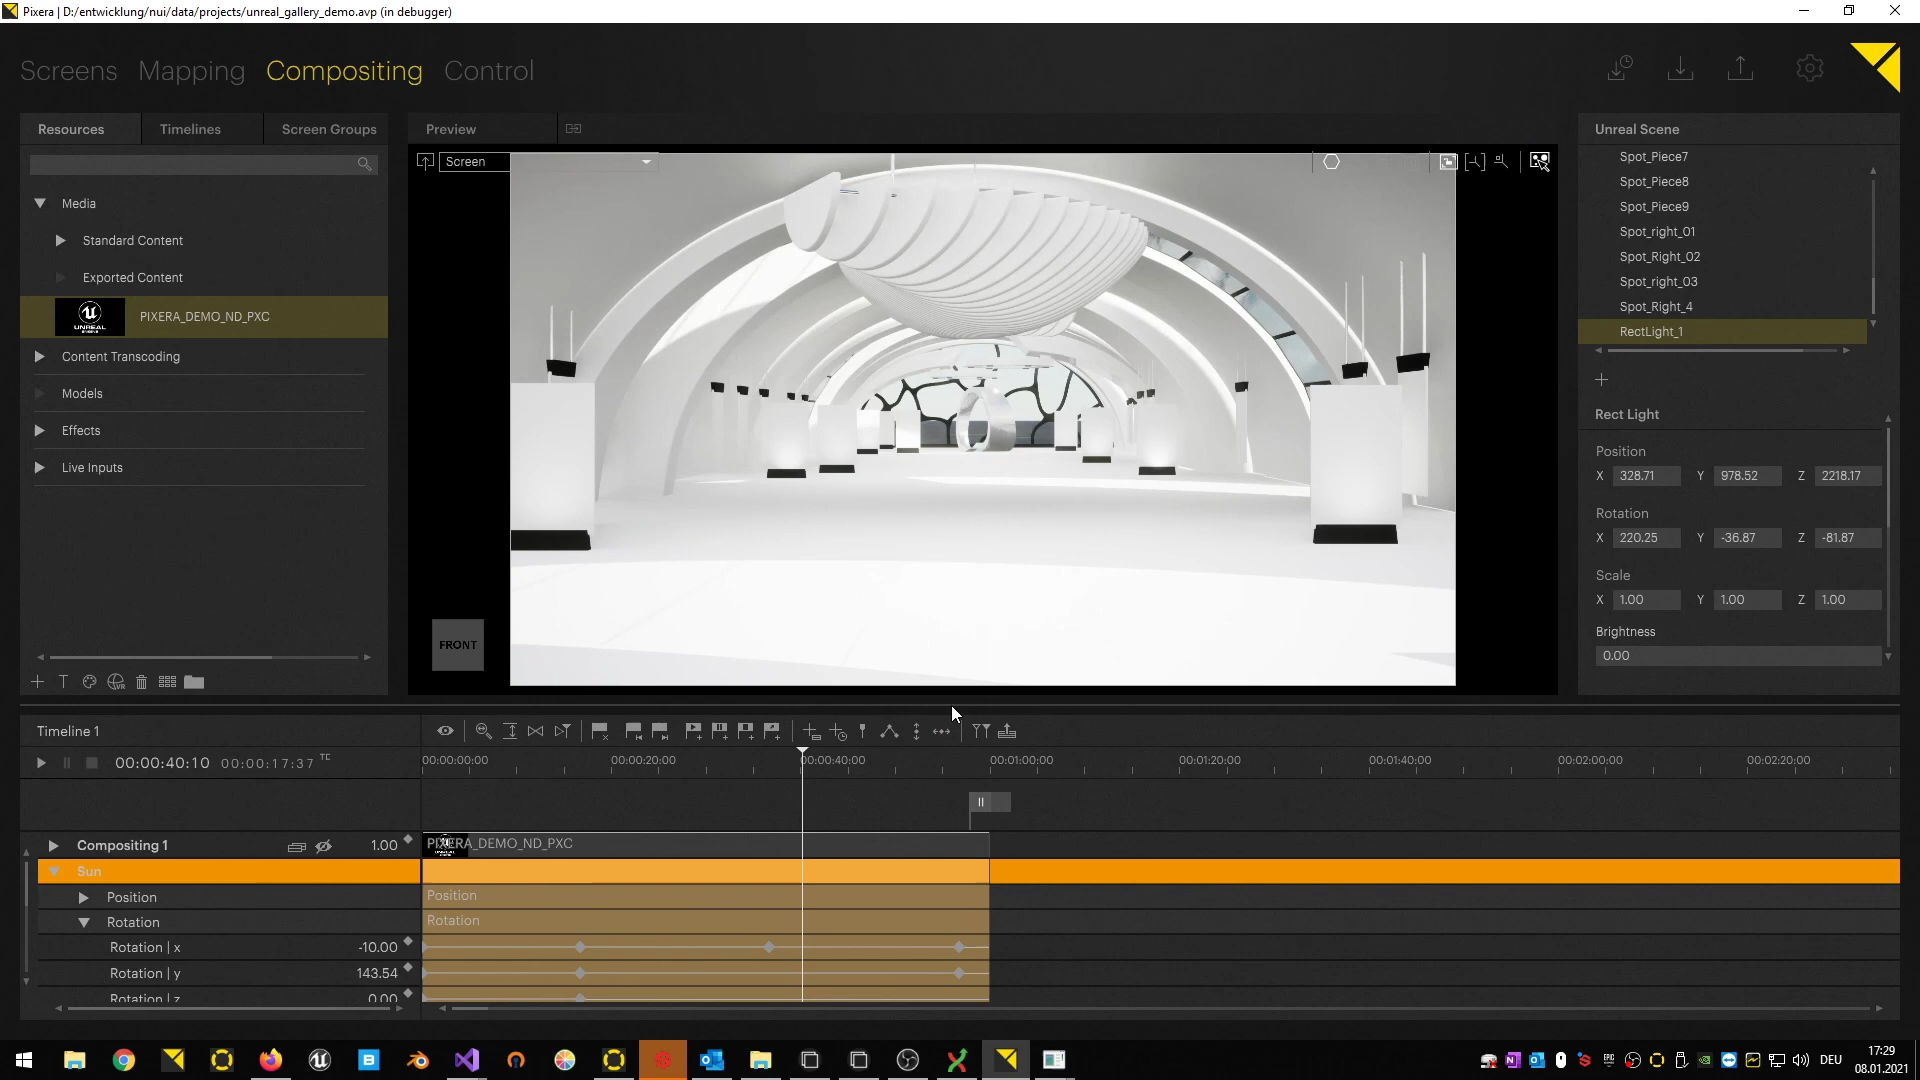 Pixera | D:/entwicklung/nui/data/projects/unreal_gallery_demo.avp (in debugger)
Screens Mapping Compositing Control
Resources Timelines Screen Groups
Media
Standard Content
Exported Content
UNREAL
PIXERA_DEMO_ND_PXC
Content Transcoding
Models
Effects
Live Inputs
Preview
Screen
FRONT
Unreal Scene
Spot_Piece7
Spot_Piece8
Spot_Piece9
Spot_right_01
Spot_Right_02
Spot_right_03
Spot_Right_4
RectLight_1
Rect Light
Position
X 328.71 Y 978.52 Z 2218.17
Rotation
X 220.25 Y -36.87 Z -81.87
Scale
X 1.00 Y 1.00 Z 1.00
Brightness
0.00
Timeline 1
00:00:40:10 00:00:17:37 TC
00:00:00:00 00:00:20:00 00:00:40:00 00:01:00:00 00:01:20:00 00:01:40:00 00:02:00:00 00:02:20:00
Compositing 1 1.00 PIXERA_DEMO_ND_PXC
Sun
Position Position
Rotation Rotation
Rotation | x -10.00
Rotation | y 143.54
Rotation | z 0.00
DEU
17:29
08.01.2021